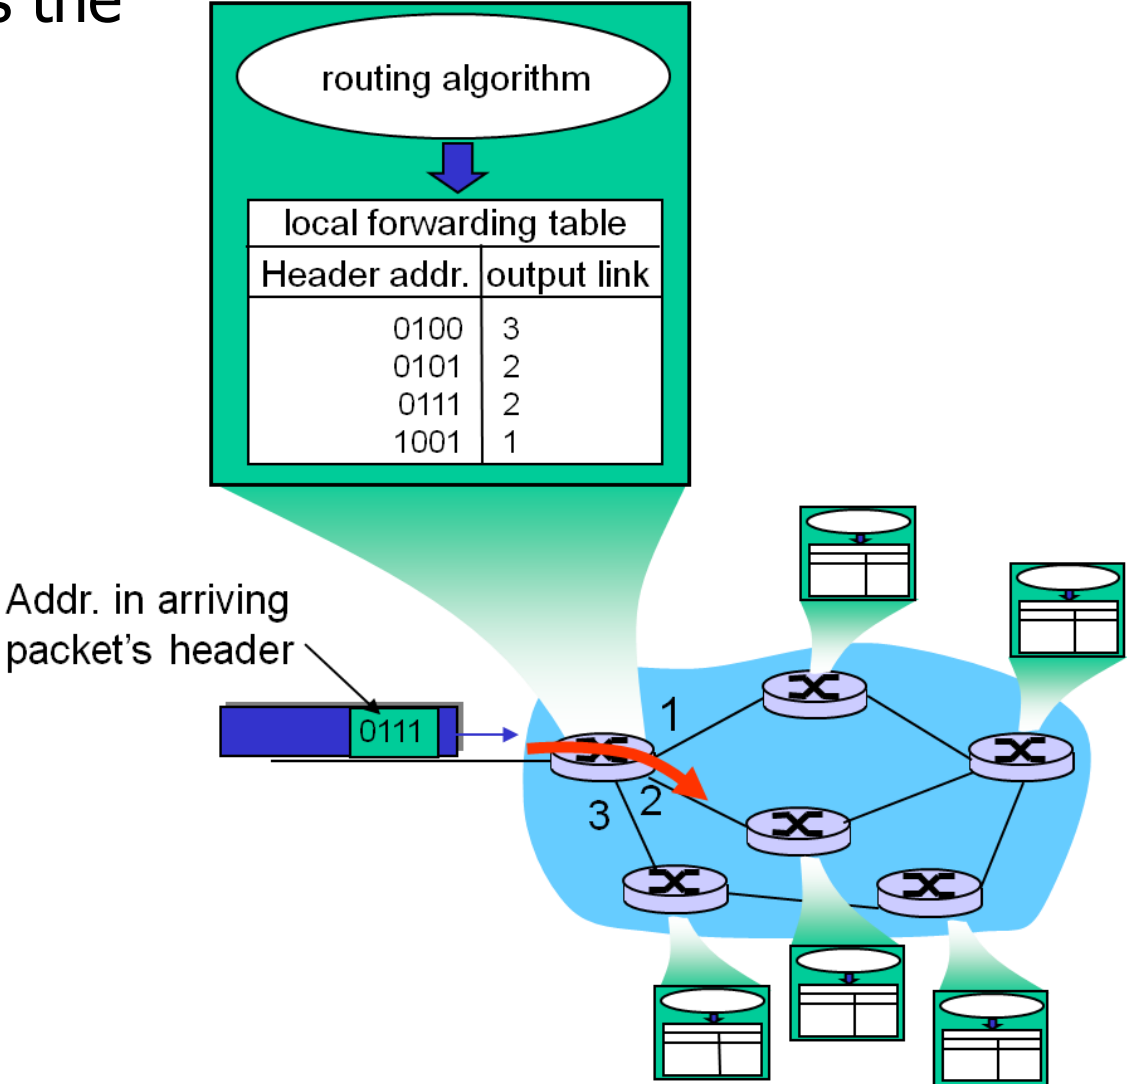 s the
routing algorithm
local forwarding table
Header addr. output link
0100 3
0101 2
0111 2
1001 1
Addr. in arriving
packet's header
0111
1
2
3